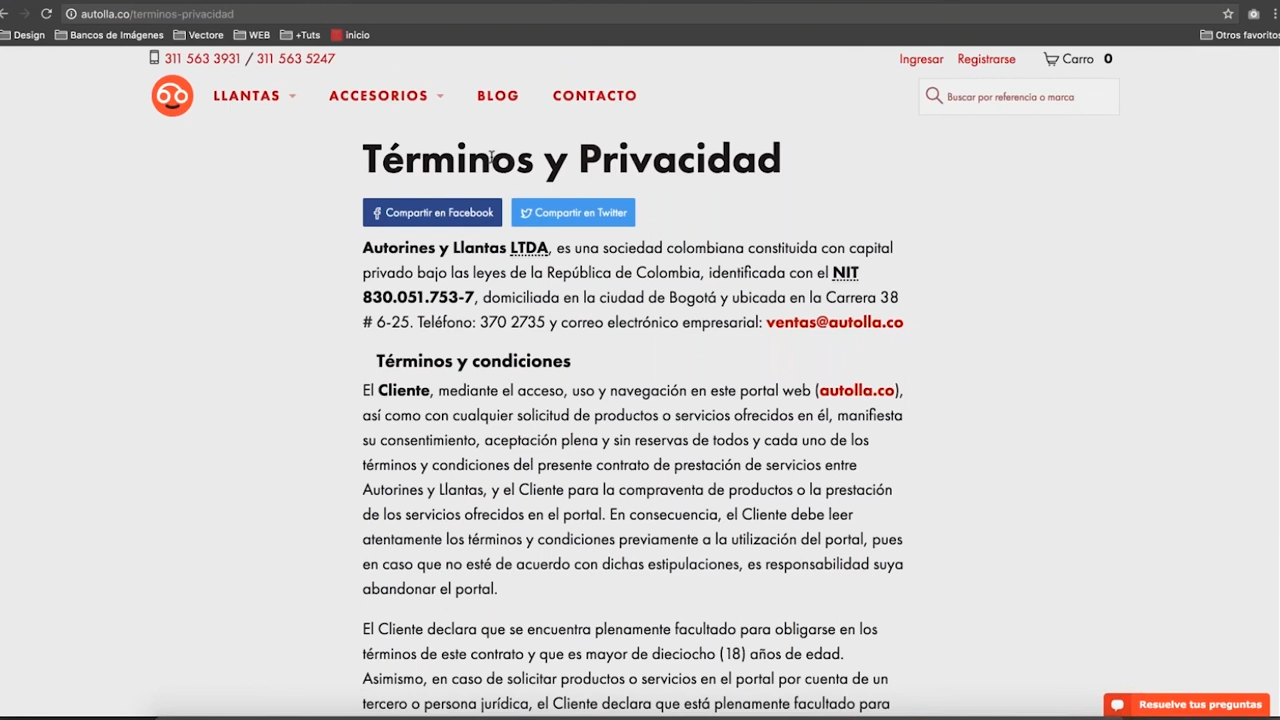 autolla.co/terminos-privacidad
Design Bancos de Imágenes Vectore WEB +Tuts inicio Otros favoritos
311 563 3931 / 311 563 5247 Ingresar Registrarse Carro 0
LLANTAS ACCESORIOS BLOG CONTACTO Buscar por referencia o marca
Términos y Privacidad
Compartir en Facebook Compartir en Twitter
Autorines y Llantas LTDA, es una sociedad colombiana constituida con capital
privado bajo las leyes de la República de Colombia, identificada con el NIT
830.051.753-7, domiciliada en la ciudad de Bogotá y ubicada en la Carrera 38
# 6-25. Teléfono: 370 2735 y correo electrónico empresarial: ventas@autolla.co
Términos y condiciones
El Cliente, mediante el acceso, uso y navegación en este portal web (autolla.co),
así como con cualquier solicitud de productos o servicios ofrecidos en él, manifiesta
su consentimiento, aceptación plena y sin reservas de todos y cada uno de los
términos y condiciones del presente contrato de prestación de servicios entre
Autorines y Llantas, y el Cliente para la compraventa de productos o la prestación
de los servicios ofrecidos en el portal. En consecuencia, el Cliente debe leer
atentamente los términos y condiciones previamente a la utilización del portal, pues
en caso que no esté de acuerdo con dichas estipulaciones, es responsabilidad suya
abandonar el portal.
El Cliente declara que se encuentra plenamente facultado para obligarse en los
términos de este contrato y que es mayor de dieciocho (18) años de edad.
Asimismo, en caso de solicitar productos o servicios en el portal por cuenta de un
tercero o persona jurídica, el Cliente declara que está plenamente facultado para
Resuelve tus preguntas